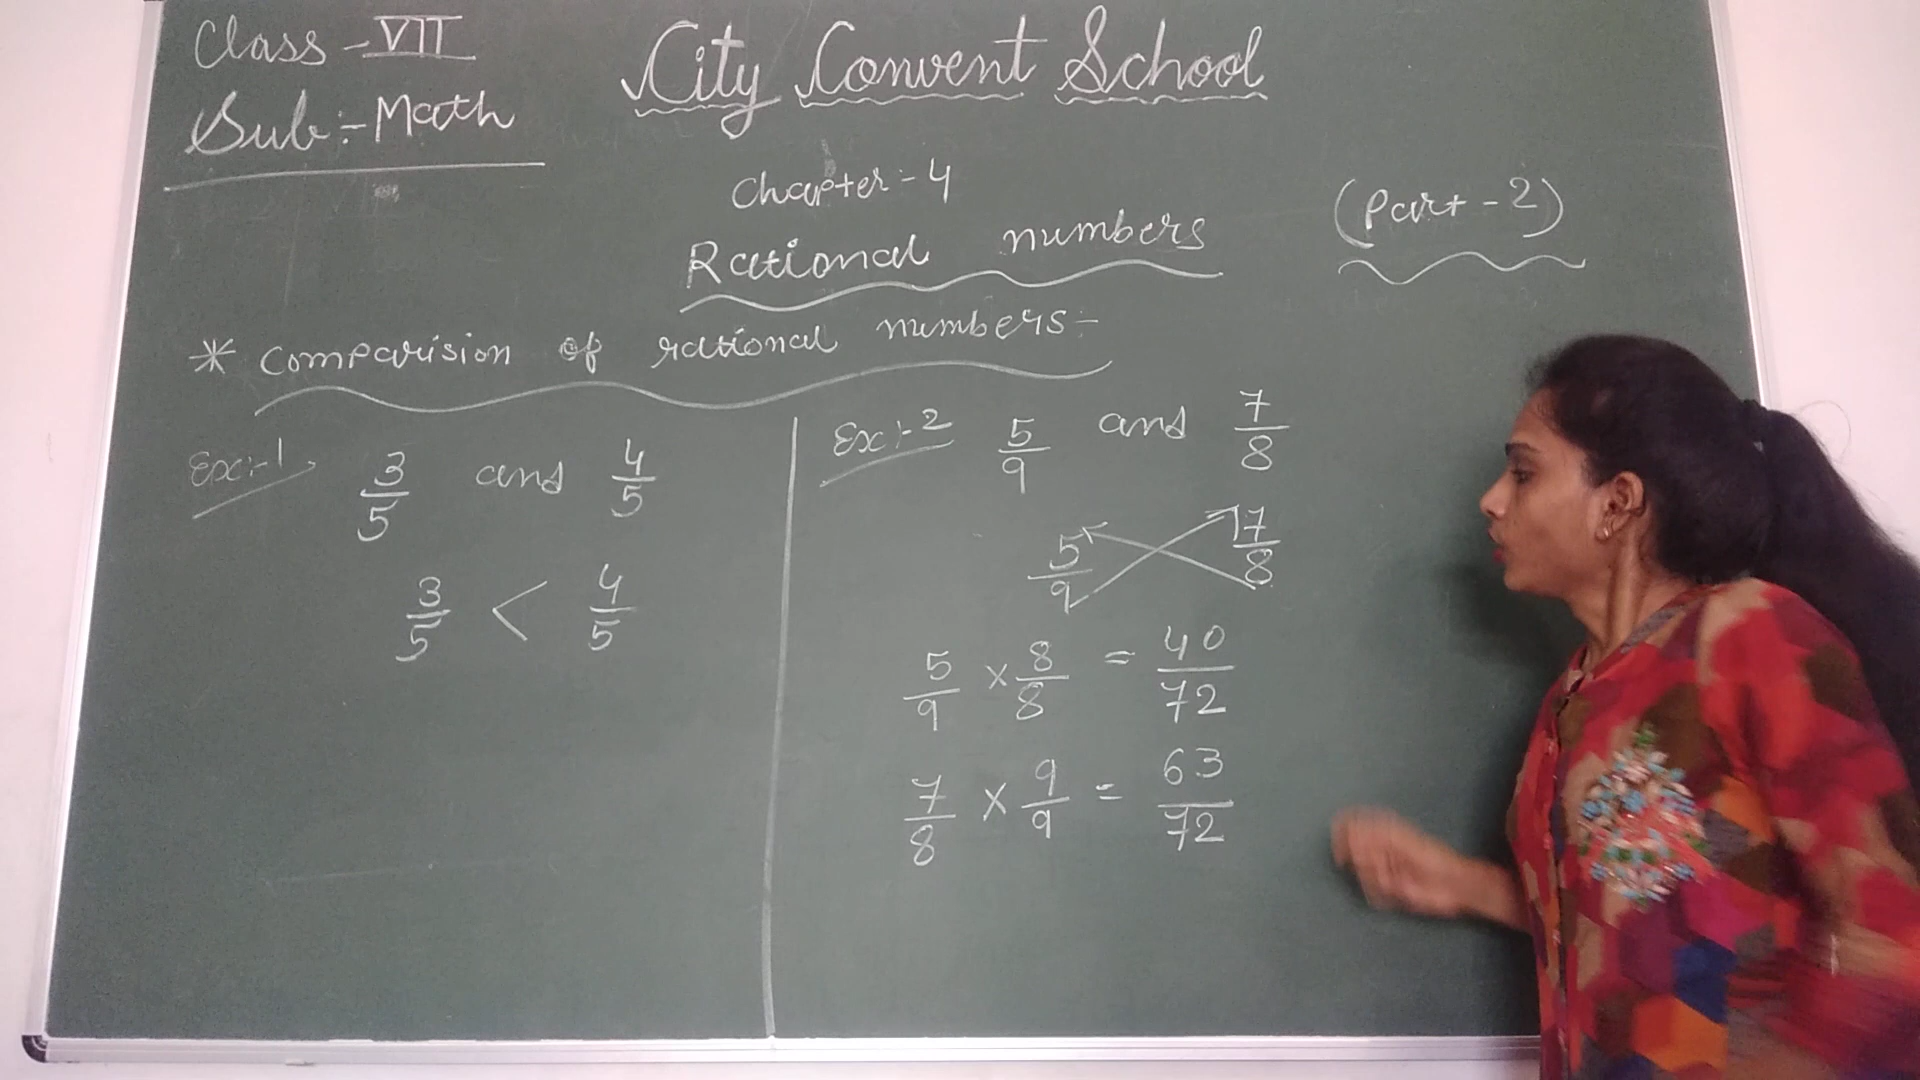 Class - VII
Sub:- Math
City Convent School
Chapter:- 4
Rational numbers
(Part - 2)
* Comparision of rational numbers:-
Ex:-1. 3/5 and 4/5
3/5 < 4/5
Ex:-2 5/9 and 7/8
5/9 7/8
5/9 × 8/8 = 40/72
7/8 × 9/9 = 63/72